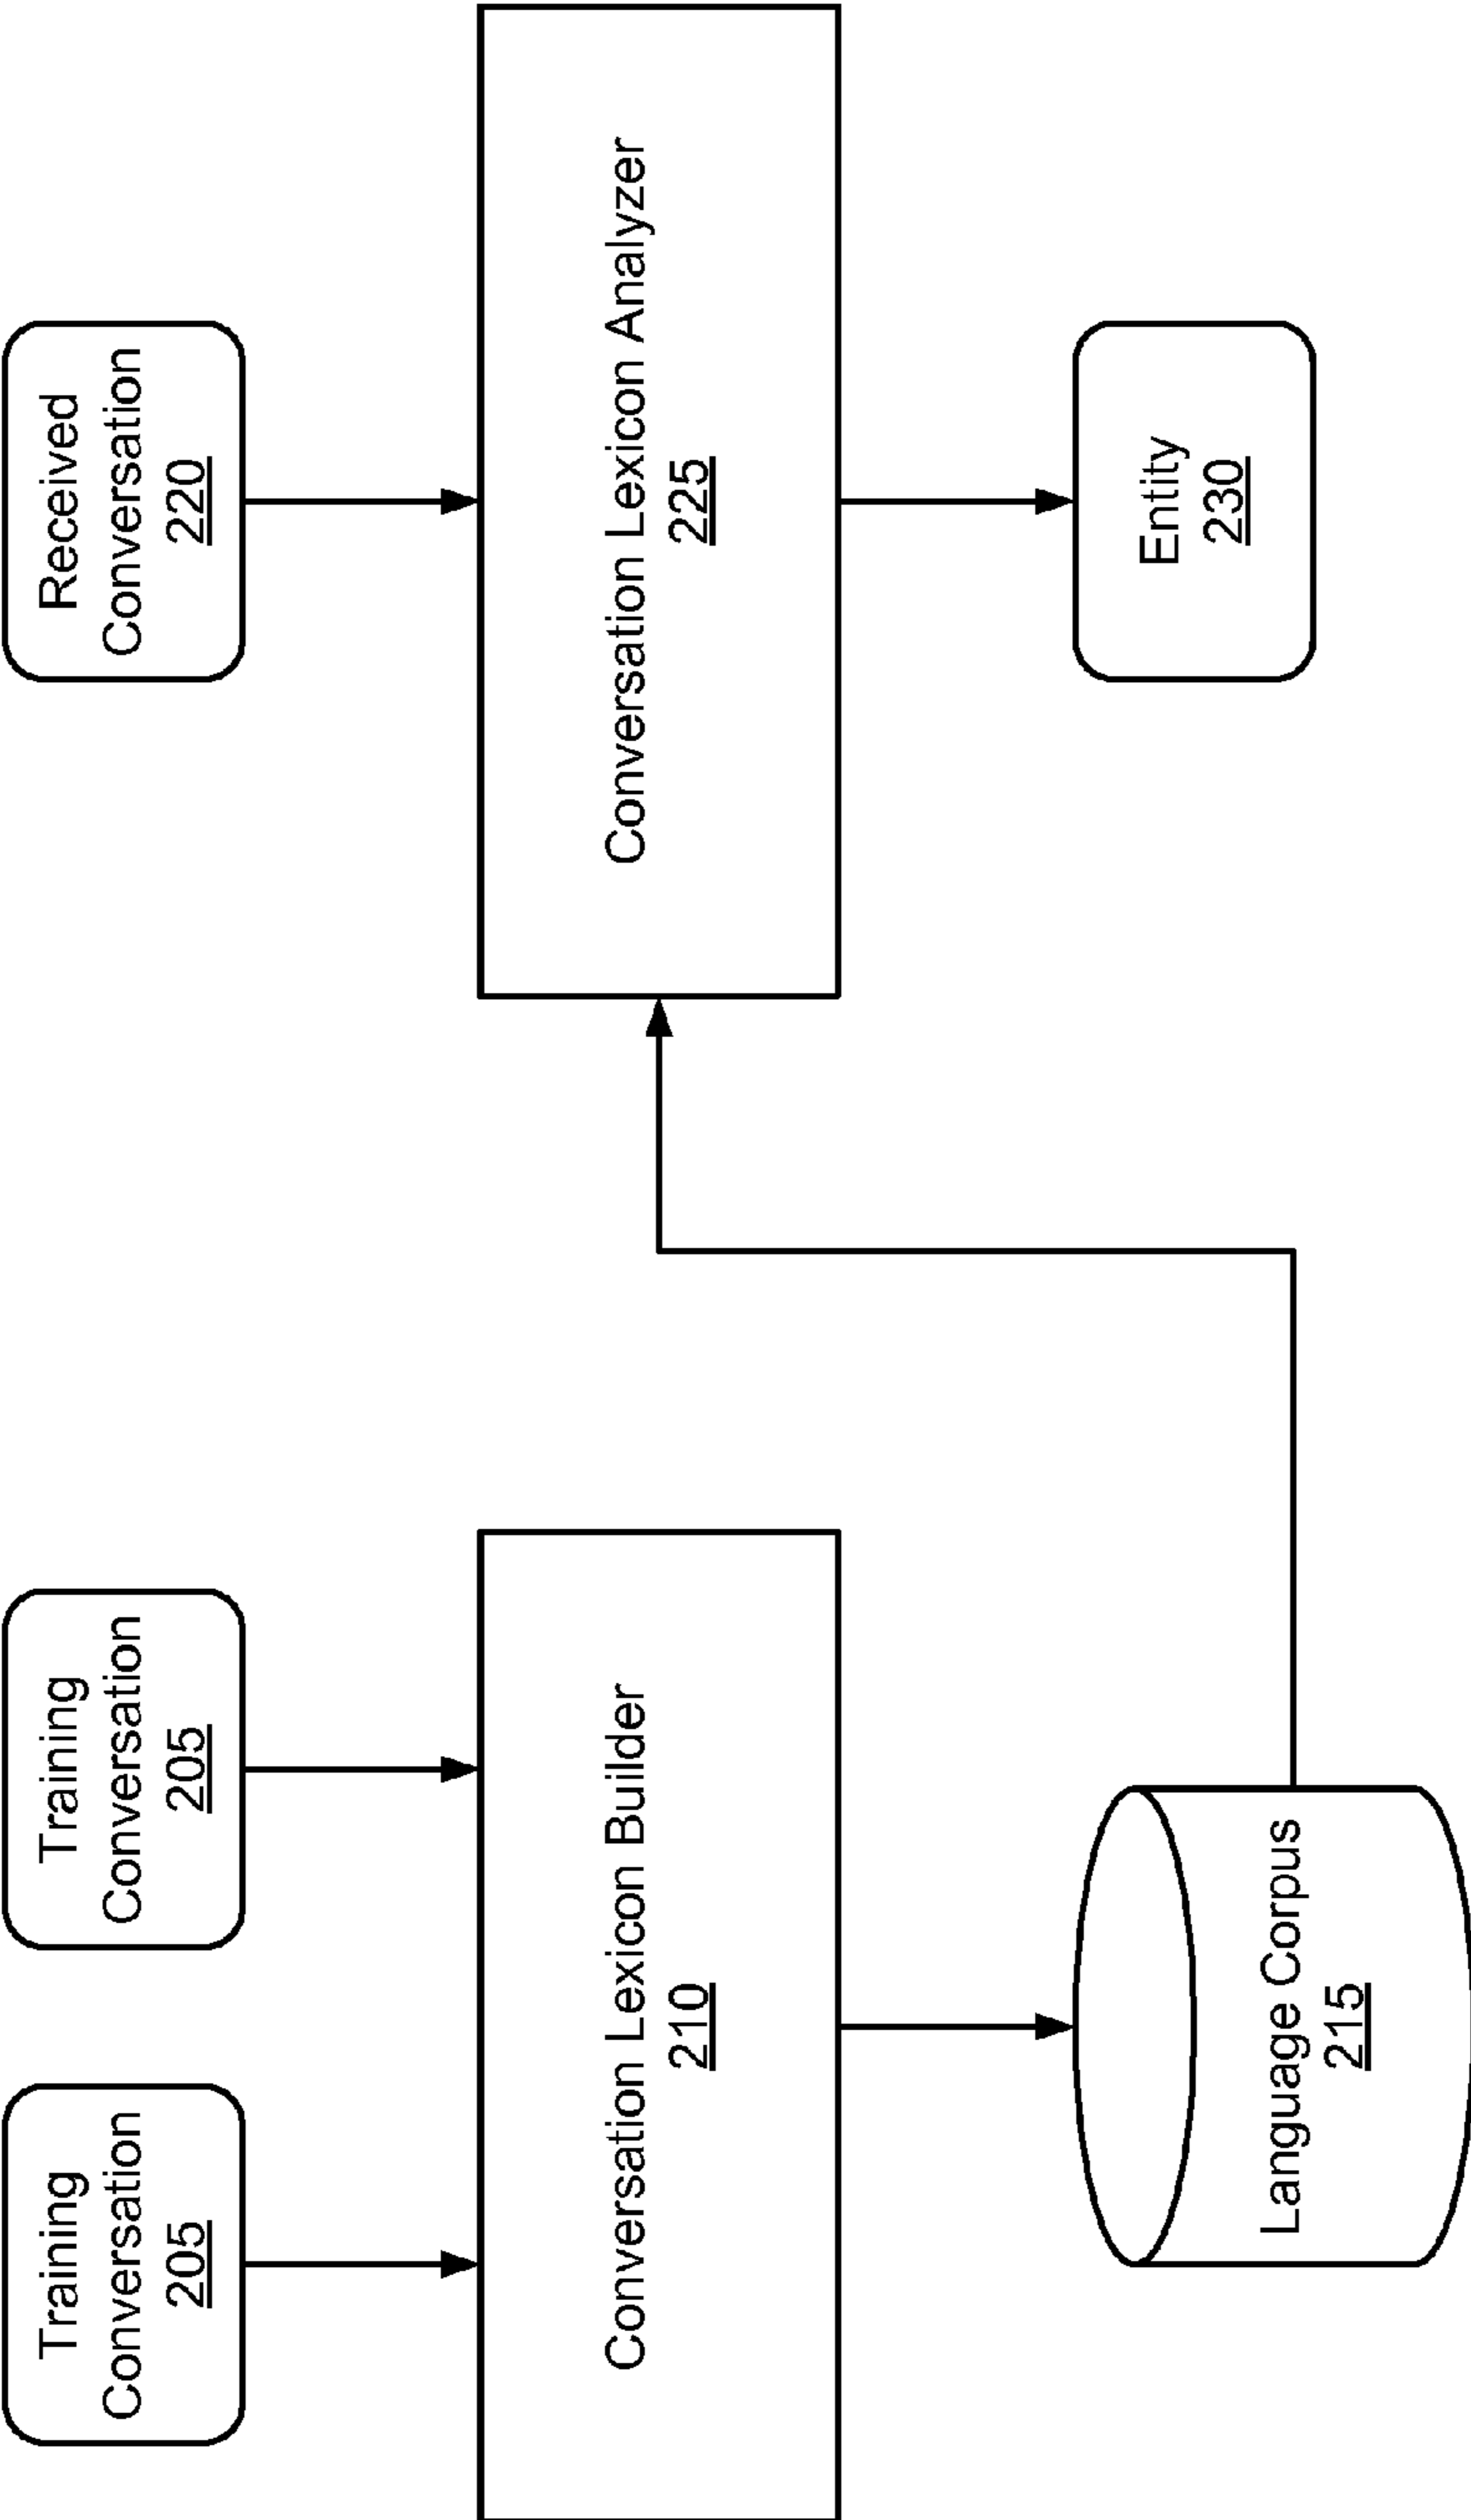 Training
Conversation
205
Training
Conversation
205
Received
Conversation
220
Conversation Lexicon Builder
210
Conversation Lexicon Analyzer
225
Language Corpus
215
Entity
230